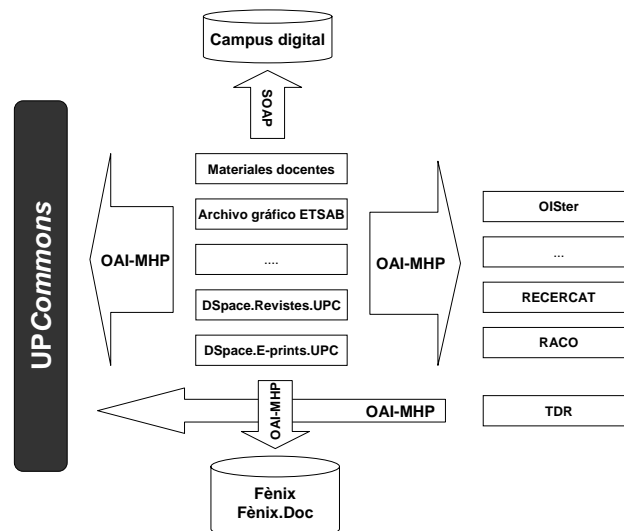 Campus digital
SOAP
UPCommons
Materiales docentes
Archivo gráfico ETSAB
....
DSpace.Revistes.UPC
DSpace.E-prints.UPC
OAI-MHP
OAI-MHP
OISter
...
RECERCAT
RACO
TDR
OAI-MHP
OAI-MHP
Fènix
Fènix.Doc